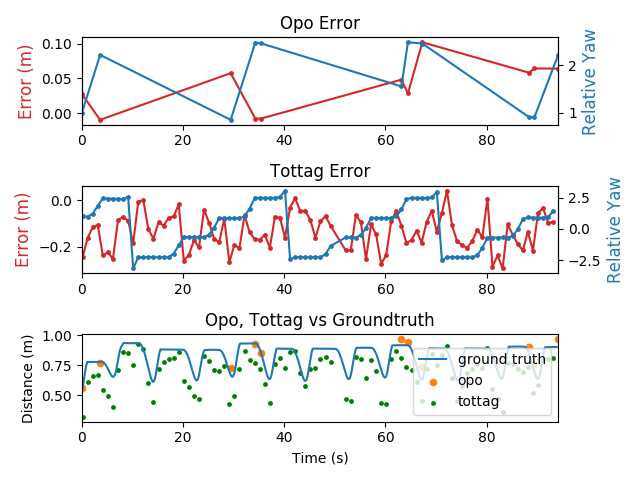 Opo Error
Error (m)
0.10
0.05
0.00
2
1
Relative Yaw
0 20 40 60 80
Tottag Error
Error (m)
0.0
−0.2
2.5
0.0
−2.5
Relative Yaw
0 20 40 60 80
Opo, Tottag vs Groundtruth
Distance (m)
1.00
0.75
0.50
ground truth
opo
tottag
0 20 40 60 80
Time (s)